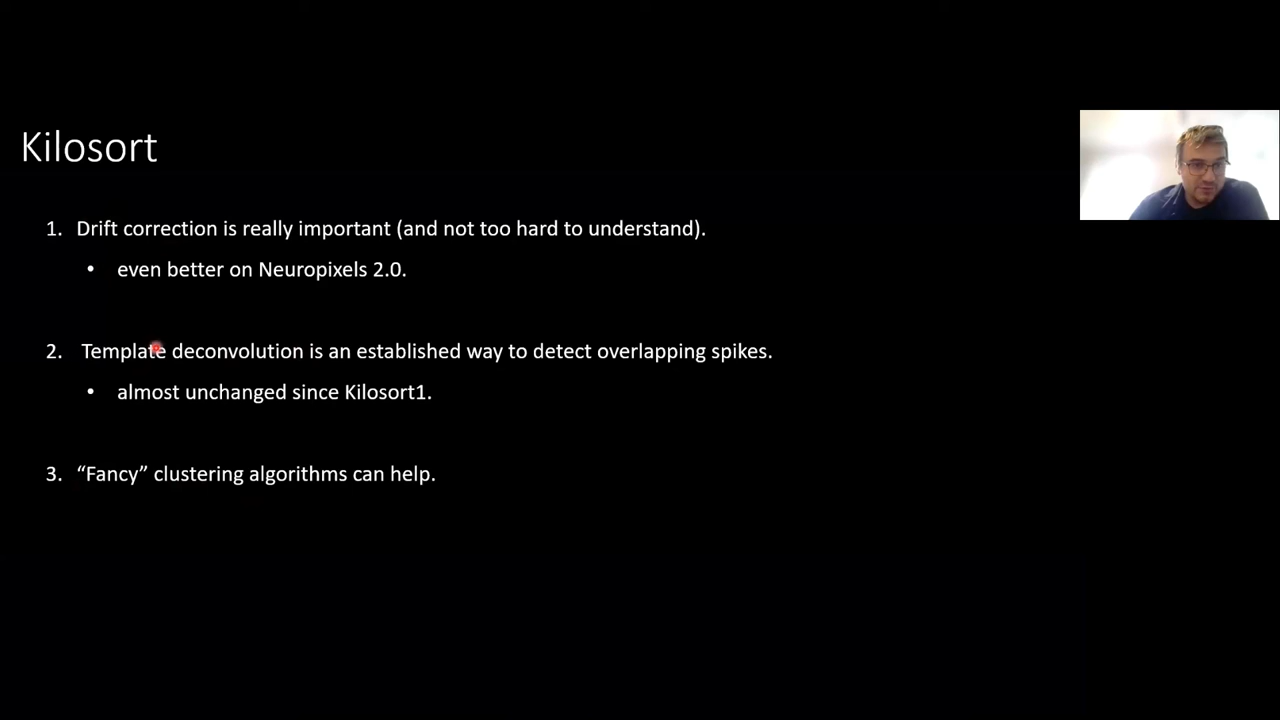 Kilosort
1. Drift correction is really important (and not too hard to understand).
• even better on Neuropixels 2.0.
2. Template deconvolution is an established way to detect overlapping spikes.
• almost unchanged since Kilosort1.
3. “Fancy” clustering algorithms can help.